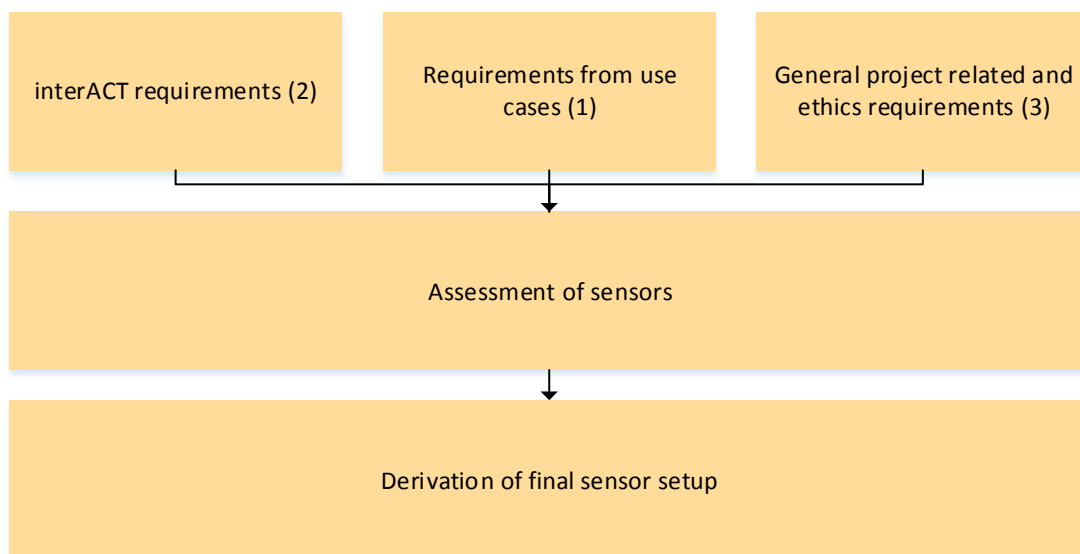 interACT requirements (2)
Requirements from use
cases (1)
General project related and
ethics requirements (3)
Assessment of sensors
Derivation of final sensor setup